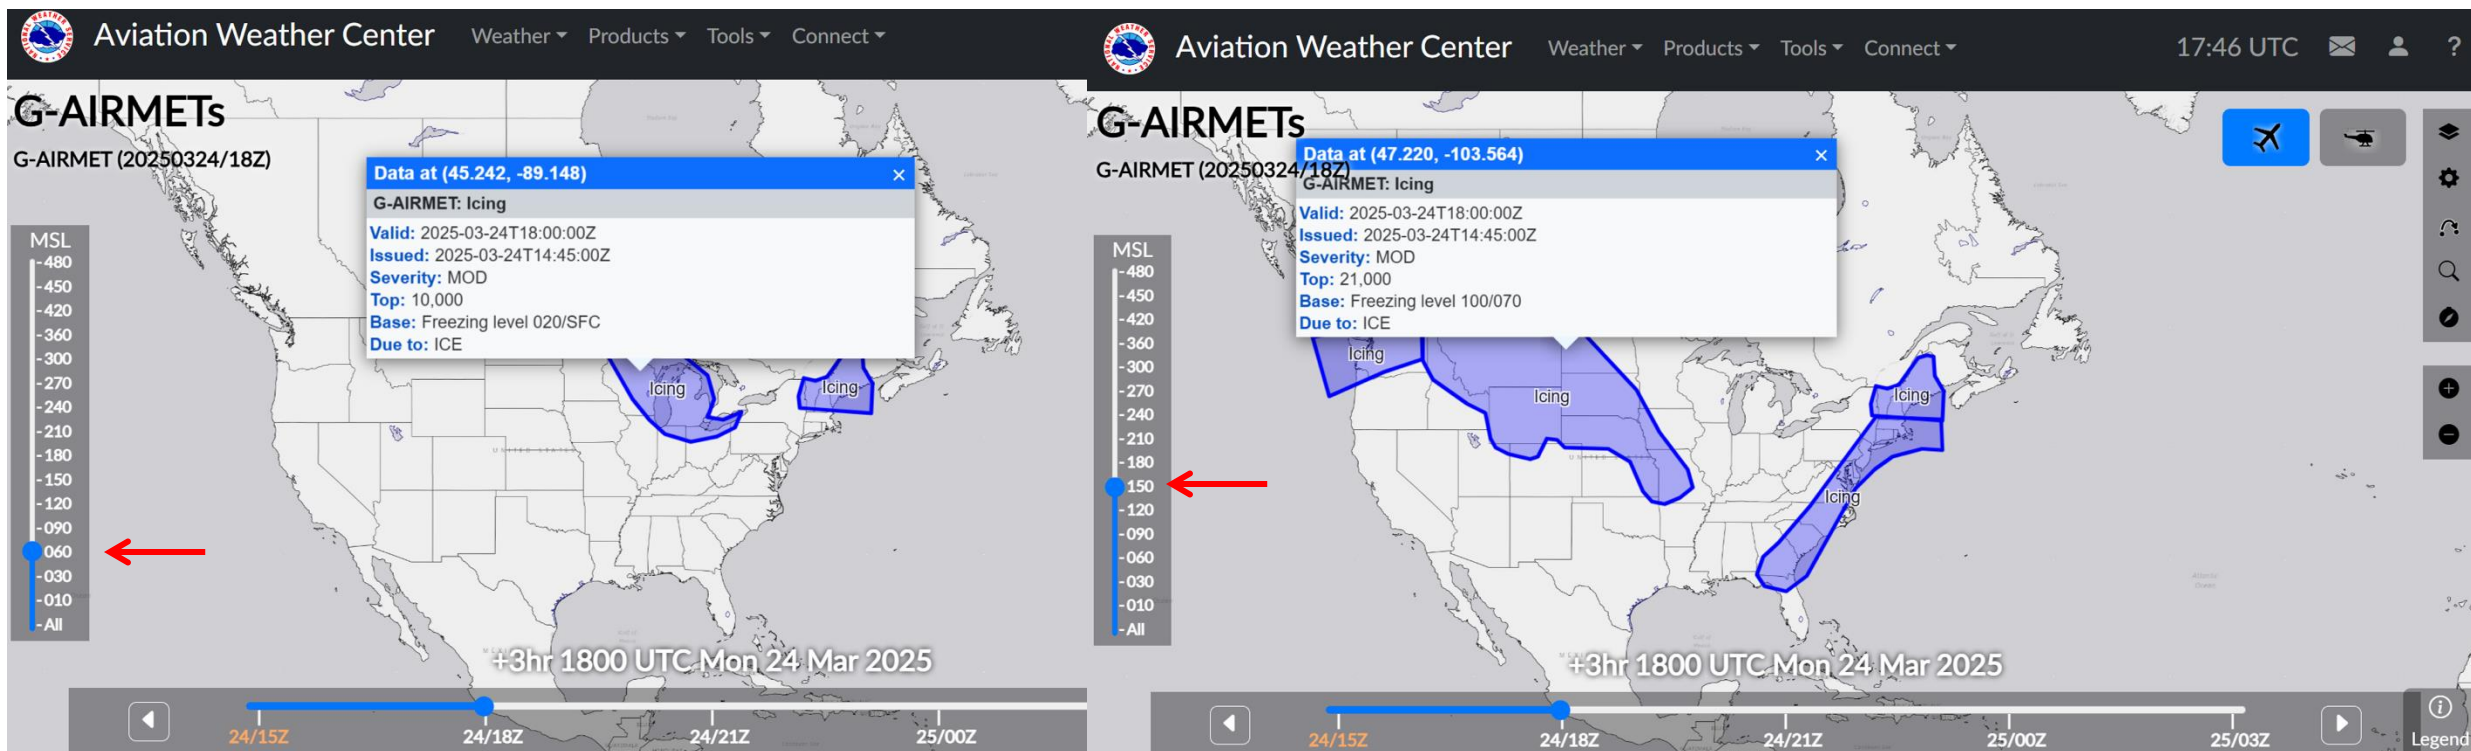 Aviation Weather Center Weather Products Tools Connect
G-AIRMETs
G-AIRMET (20250324/18Z)
Data at (45.242, -89.148) ×
G-AIRMET: Icing
Valid: 2025-03-24T18:00:00Z
Issued: 2025-03-24T14:45:00Z
Severity: MOD
Top: 10,000
Base: Freezing level 020/SFC
Due to: ICE
MSL
-480
-450
-420
-360
-300
-270
-240
-210
-180
-150
-120
-090
060
-030
-010
-All
Icing
Icing
UNITED STATES
+3hr 1800 UTC Mon 24 Mar 2025
24/15Z 24/18Z 24/21Z 25/00Z
Aviation Weather Center Weather Products Tools Connect 17:46 UTC ?
G-AIRMETs
G-AIRMET (20250324/18Z)
Data at (47.220, -103.564) ×
G-AIRMET: Icing
Valid: 2025-03-24T18:00:00Z
Issued: 2025-03-24T14:45:00Z
Severity: MOD
Top: 21,000
Base: Freezing level 100/070
Due to: ICE
MSL
-480
-450
-420
-360
-300
-270
-240
-210
-180
150
-120
-090
-060
-030
-010
-All
Icing
Icing
Icing
Icing
+3hr 1800 UTC Mon 24 Mar 2025
24/15Z 24/18Z 24/21Z 25/00Z 25/03Z
Legend